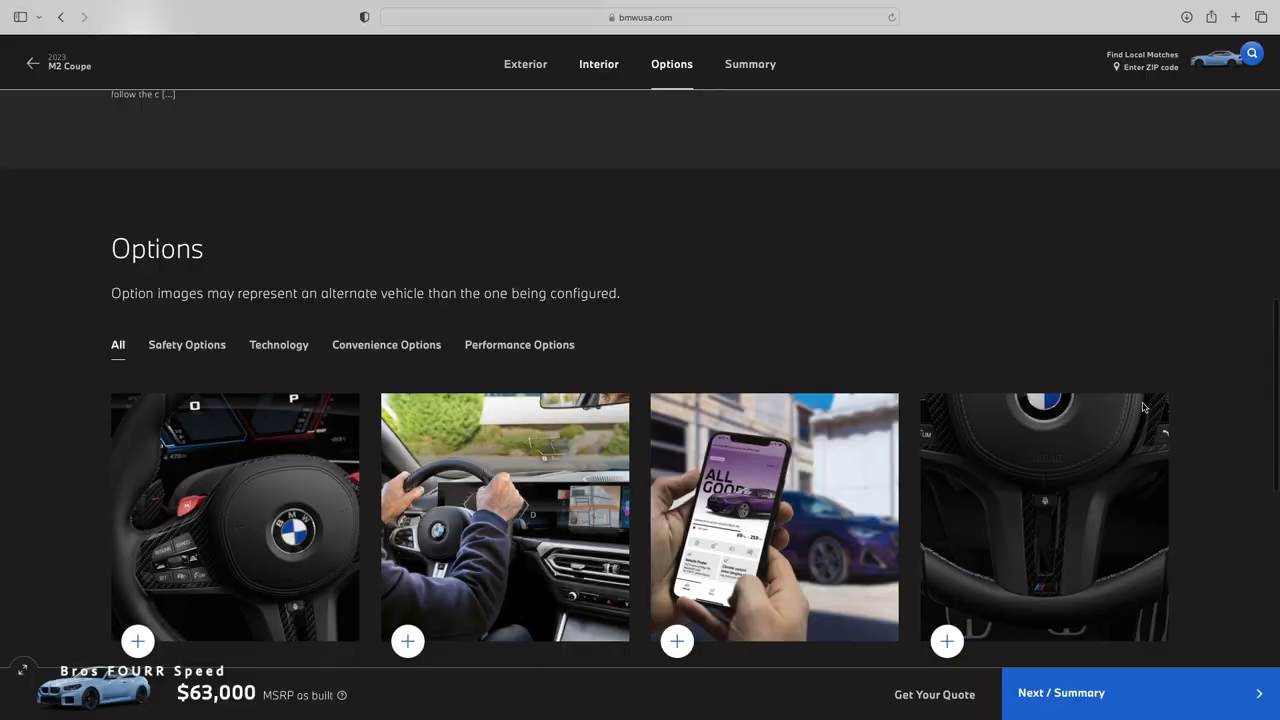 bmwusa.com
2023
M2 Coupe
Exterior
Interior
Options
Summary
Find Local Matches
Enter ZIP code
follow the c [...]
Options
Option images may represent an alternate vehicle than the one being configured.
All
Safety Options
Technology
Convenience Options
Performance Options
BMW
ALL
GOOD
Bros FOURR Speed
$63,000 MSRP as built
Get Your Quote
Next / Summary